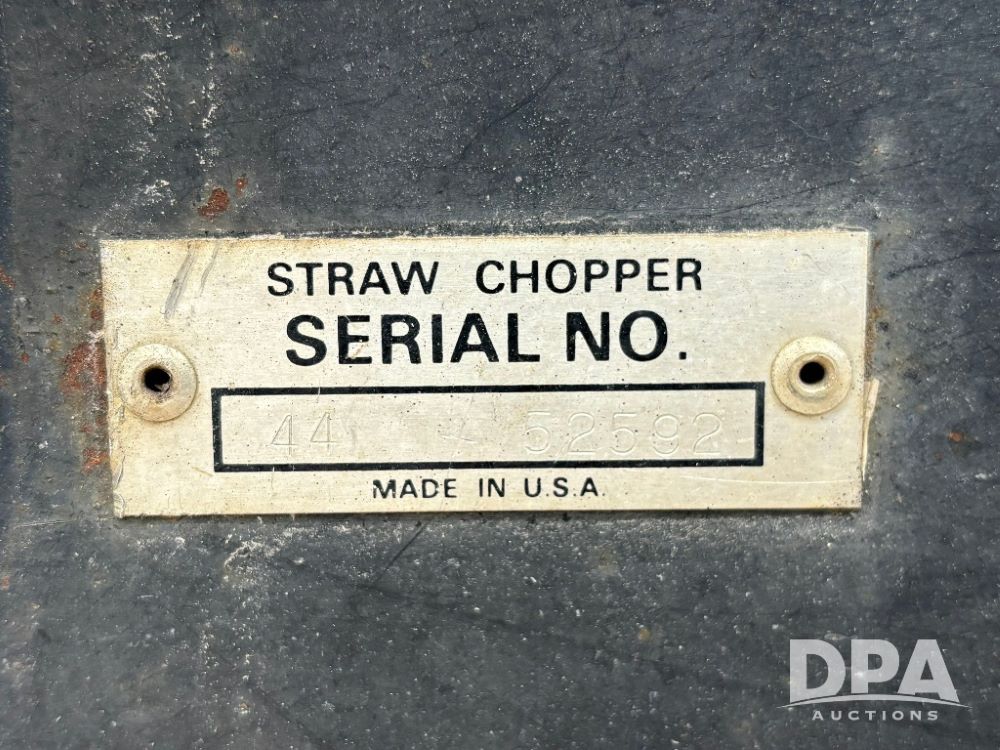 STRAW CHOPPER
SERIAL NO.
44 52592
MADE IN U.S.A.
DPA
AUCTIONS